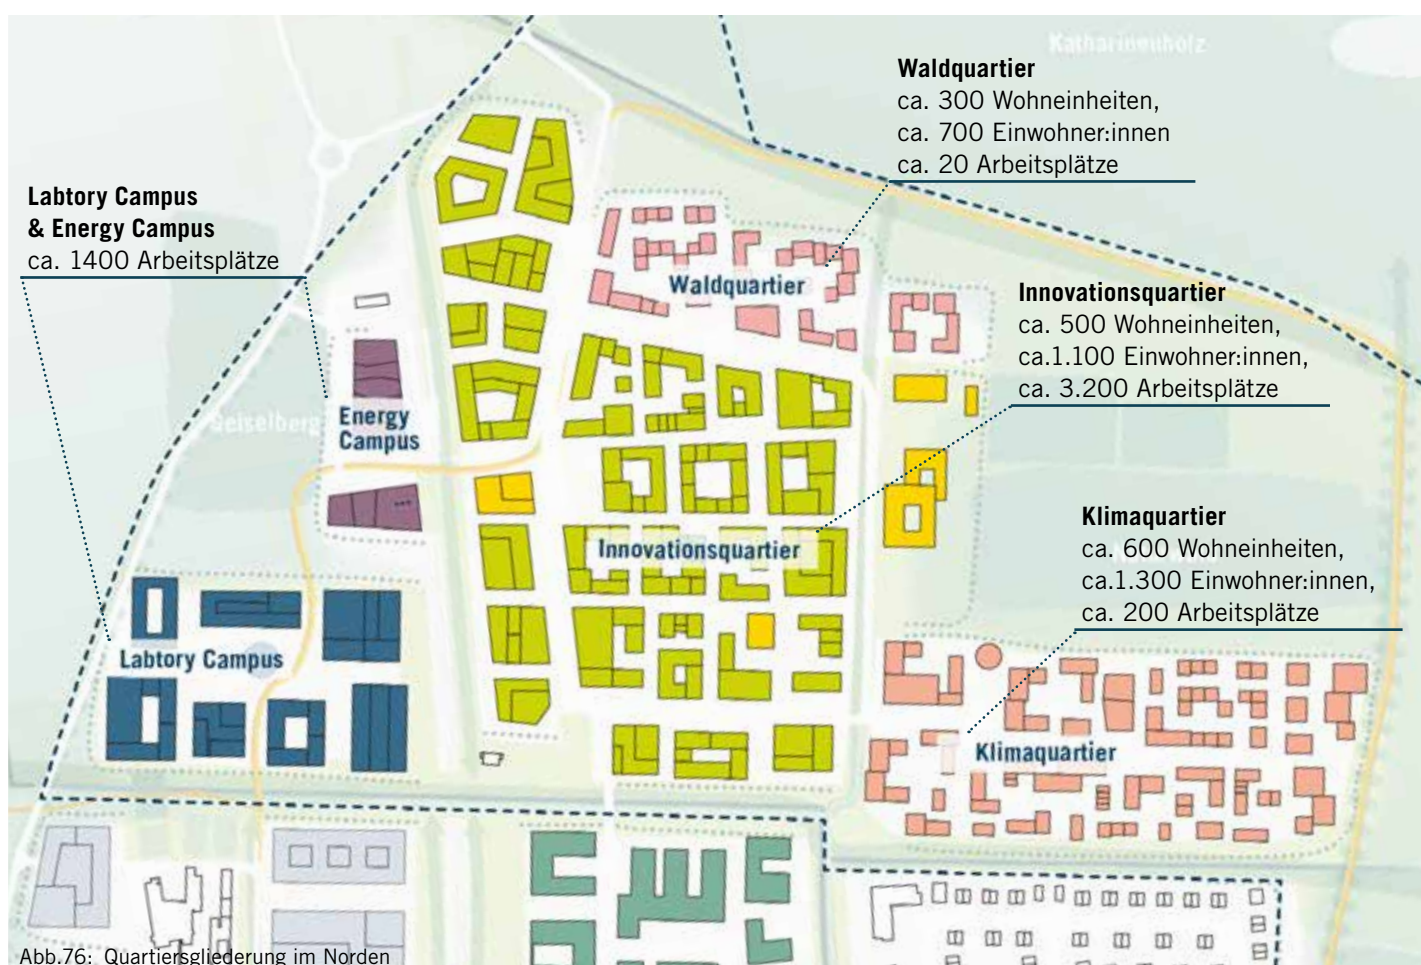 Katharinenholz
Waldquartier
ca. 300 Wohneinheiten,
ca. 700 Einwohner:innen
ca. 20 Arbeitsplätze
Labtory Campus
& Energy Campus
ca. 1400 Arbeitsplätze
Waldquartier
Innovationsquartier
ca. 500 Wohneinheiten,
ca.1.100 Einwohner:innen,
ca. 3.200 Arbeitsplätze
Geiselberg
Energy
Campus
Klimaquartier
ca. 600 Wohneinheiten,
ca.1.300 Einwohner:innen,
ca. 200 Arbeitsplätze
Innovationsquartier
Labtory Campus
Klimaquartier
Abb.76: Quartiersgliederung im Norden